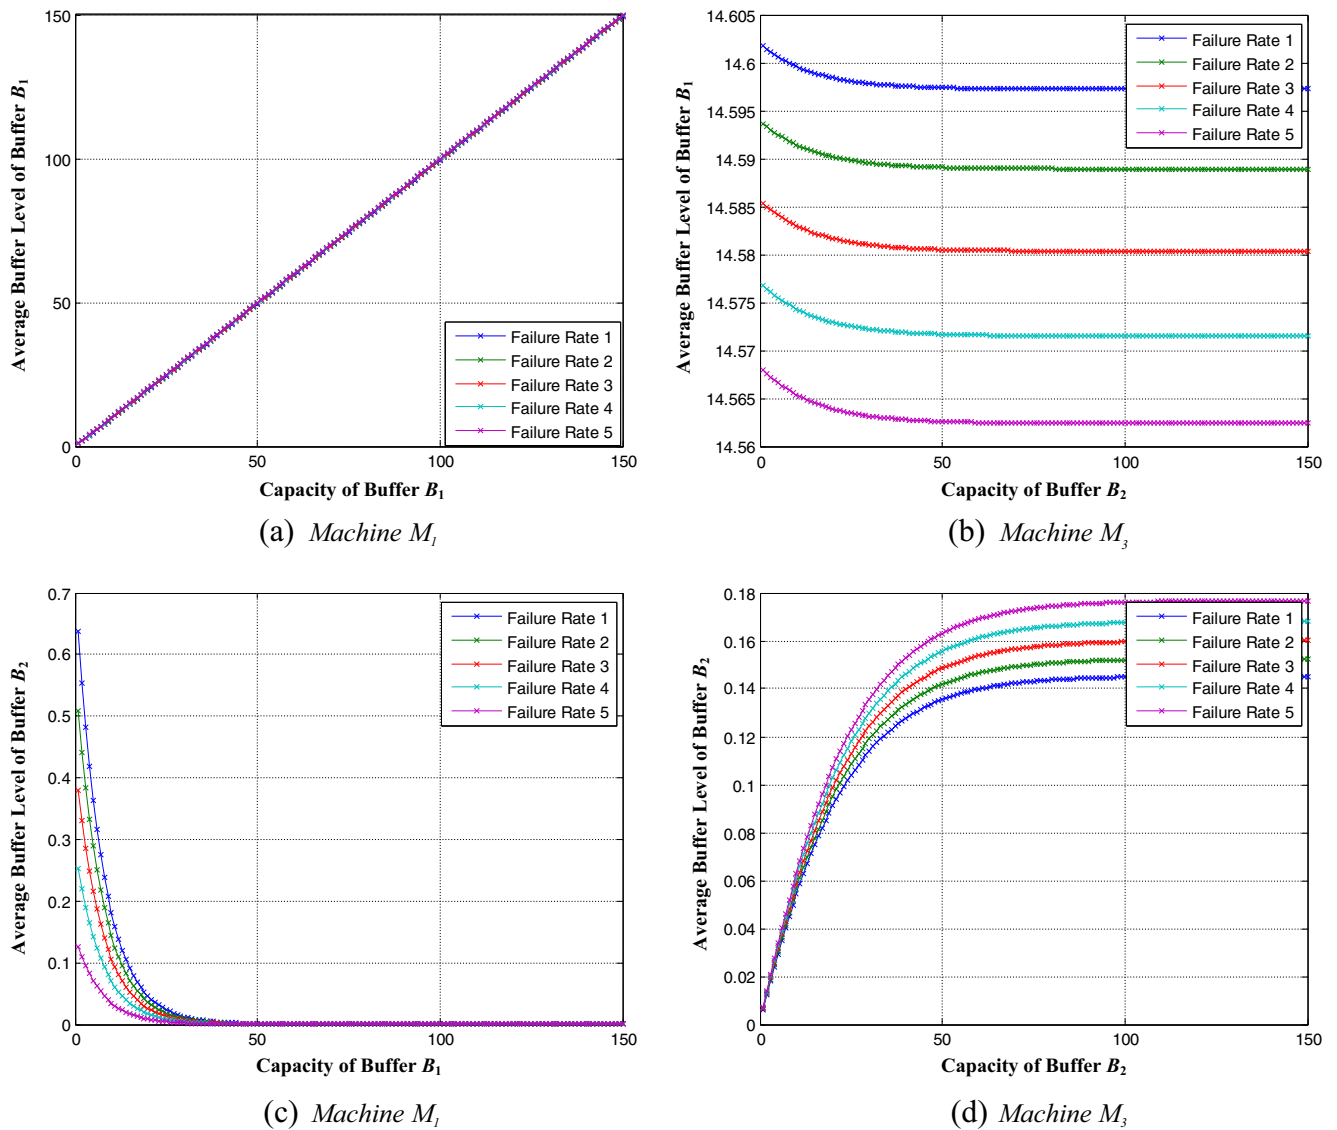 150
100
50
0
Average Buffer Level of Buffer B1
Failure Rate 1
Failure Rate 2
Failure Rate 3
Failure Rate 4
Failure Rate 5
0 50 100 150
Capacity of Buffer B1
(a) Machine M1
14.605
14.6
14.595
14.59
14.585
14.58
14.575
14.57
14.565
14.56
Average Buffer Level of Buffer B1
Failure Rate 1
Failure Rate 2
Failure Rate 3
Failure Rate 4
Failure Rate 5
0 50 100 150
Capacity of Buffer B2
(b) Machine M3
0.7
0.6
0.5
0.4
0.3
0.2
0.1
0
Average Buffer Level of Buffer B2
Failure Rate 1
Failure Rate 2
Failure Rate 3
Failure Rate 4
Failure Rate 5
0 50 100 150
Capacity of Buffer B1
(c) Machine M1
0.18
0.16
0.14
0.12
0.1
0.08
0.06
0.04
0.02
0
Average Buffer Level of Buffer B2
Failure Rate 1
Failure Rate 2
Failure Rate 3
Failure Rate 4
Failure Rate 5
0 50 100 150
Capacity of Buffer B2
(d) Machine M3